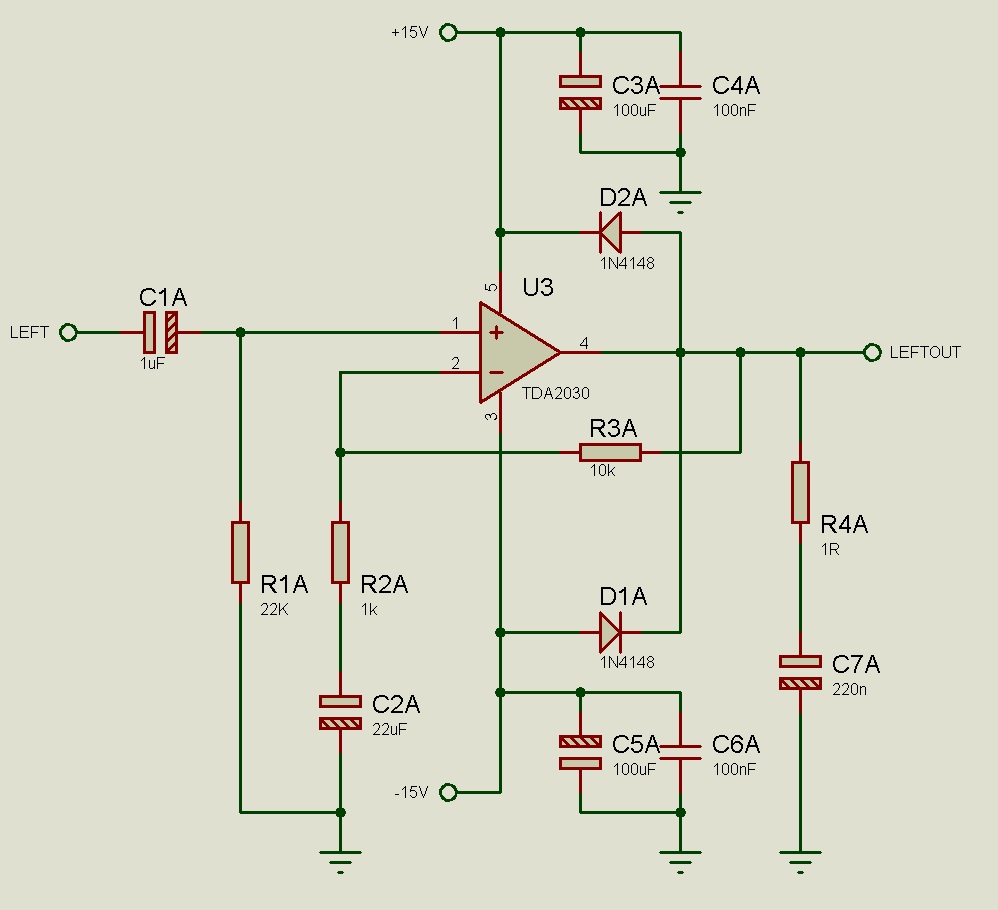 +15V
C3A
100uF
C4A
100nF
D2A
1N4148
5
U3
C1A
LEFT
1uF
1
2
4
LEFTOUT
TDA2030
3
R3A
10k
R4A
1R
R1A
22K
R2A
1k
D1A
1N4148
C7A
220n
C2A
22uF
C5A
100uF
C6A
100nF
-15V